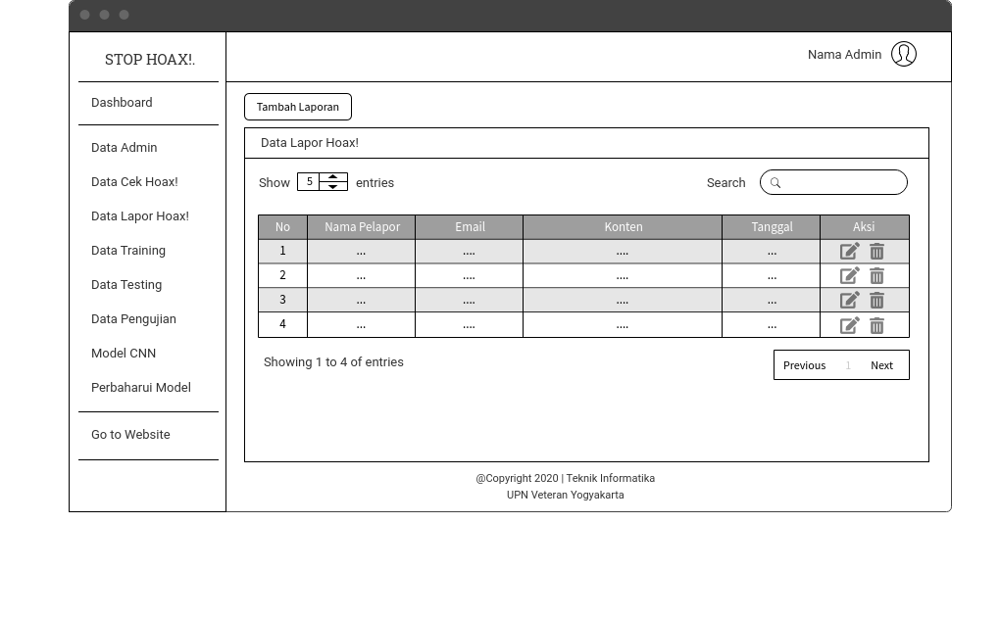 STOP HOAX!.
Nama Admin
Dashboard
Data Admin
Data Cek Hoax!
Data Lapor Hoax!
Data Training
Data Testing
Data Pengujian
Model CNN
Perbaharui Model
Go to Website
Tambah Laporan
Data Lapor Hoax!
Show 5 entries
Search
No Nama Pelapor Email Konten Tanggal Aksi
1 ... .... .... ...
2 ... .... .... ...
3 ... .... .... ...
4 ... .... .... ...
Showing 1 to 4 of entries
Previous 1 Next
@Copyright 2020 | Teknik Informatika
UPN Veteran Yogyakarta